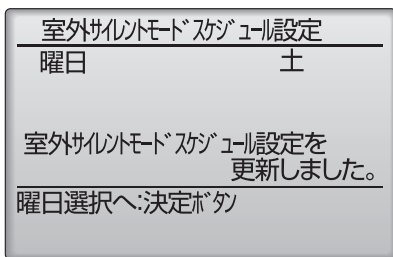 室外ｻｲﾚﾝﾄﾓｰﾄﾞｽｹｼﾞｭｰﾙ設定
曜日 土
室外ｻｲﾚﾝﾄﾓｰﾄﾞｽｹｼﾞｭｰﾙ設定を
更新しました。
曜日選択へ:決定ﾎﾞﾀﾝ